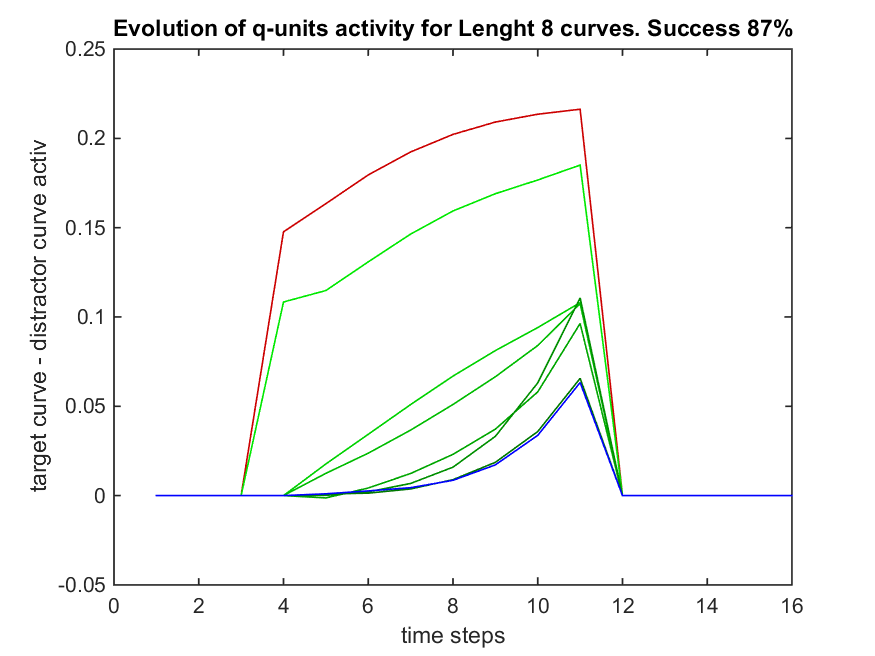 Evolution of q-units activity for Lenght 8 curves. Success 87%
target curve - distractor curve activ
0.25
0.2
0.15
0.1
0.05
0
-0.05
0 2 4 6 8 10 12 14 16
time steps